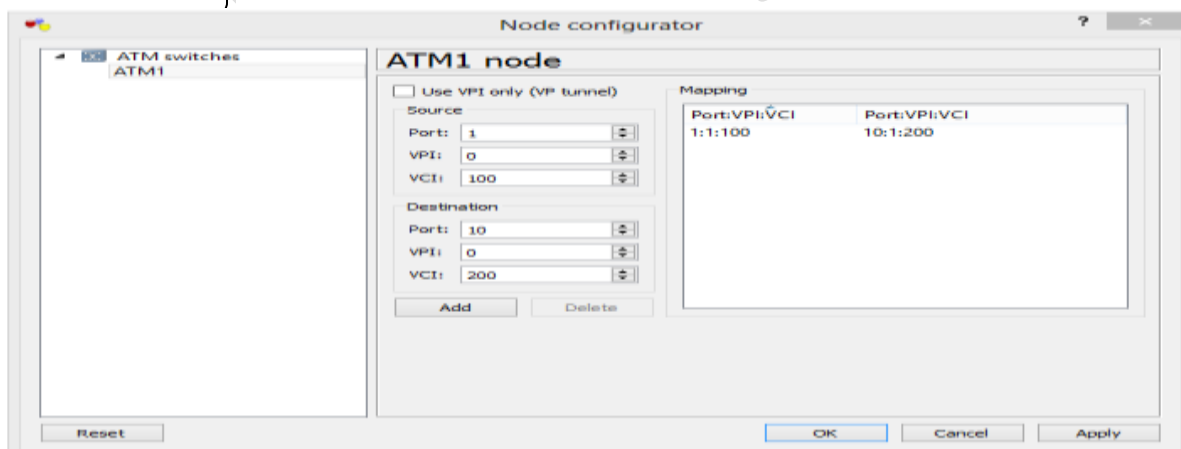 Node configurator
?
ATM switches
ATM1
ATM1 node
Use VPI only (VP tunnel)
Source
Port: 1
VPI: 0
VCI: 100
Destination
Port: 10
VPI: 0
VCI: 200
Add
Delete
Mapping
Port:VPI:VCI Port:VPI:VCI
1:1:100 10:1:200
Reset
OK
Cancel
Apply